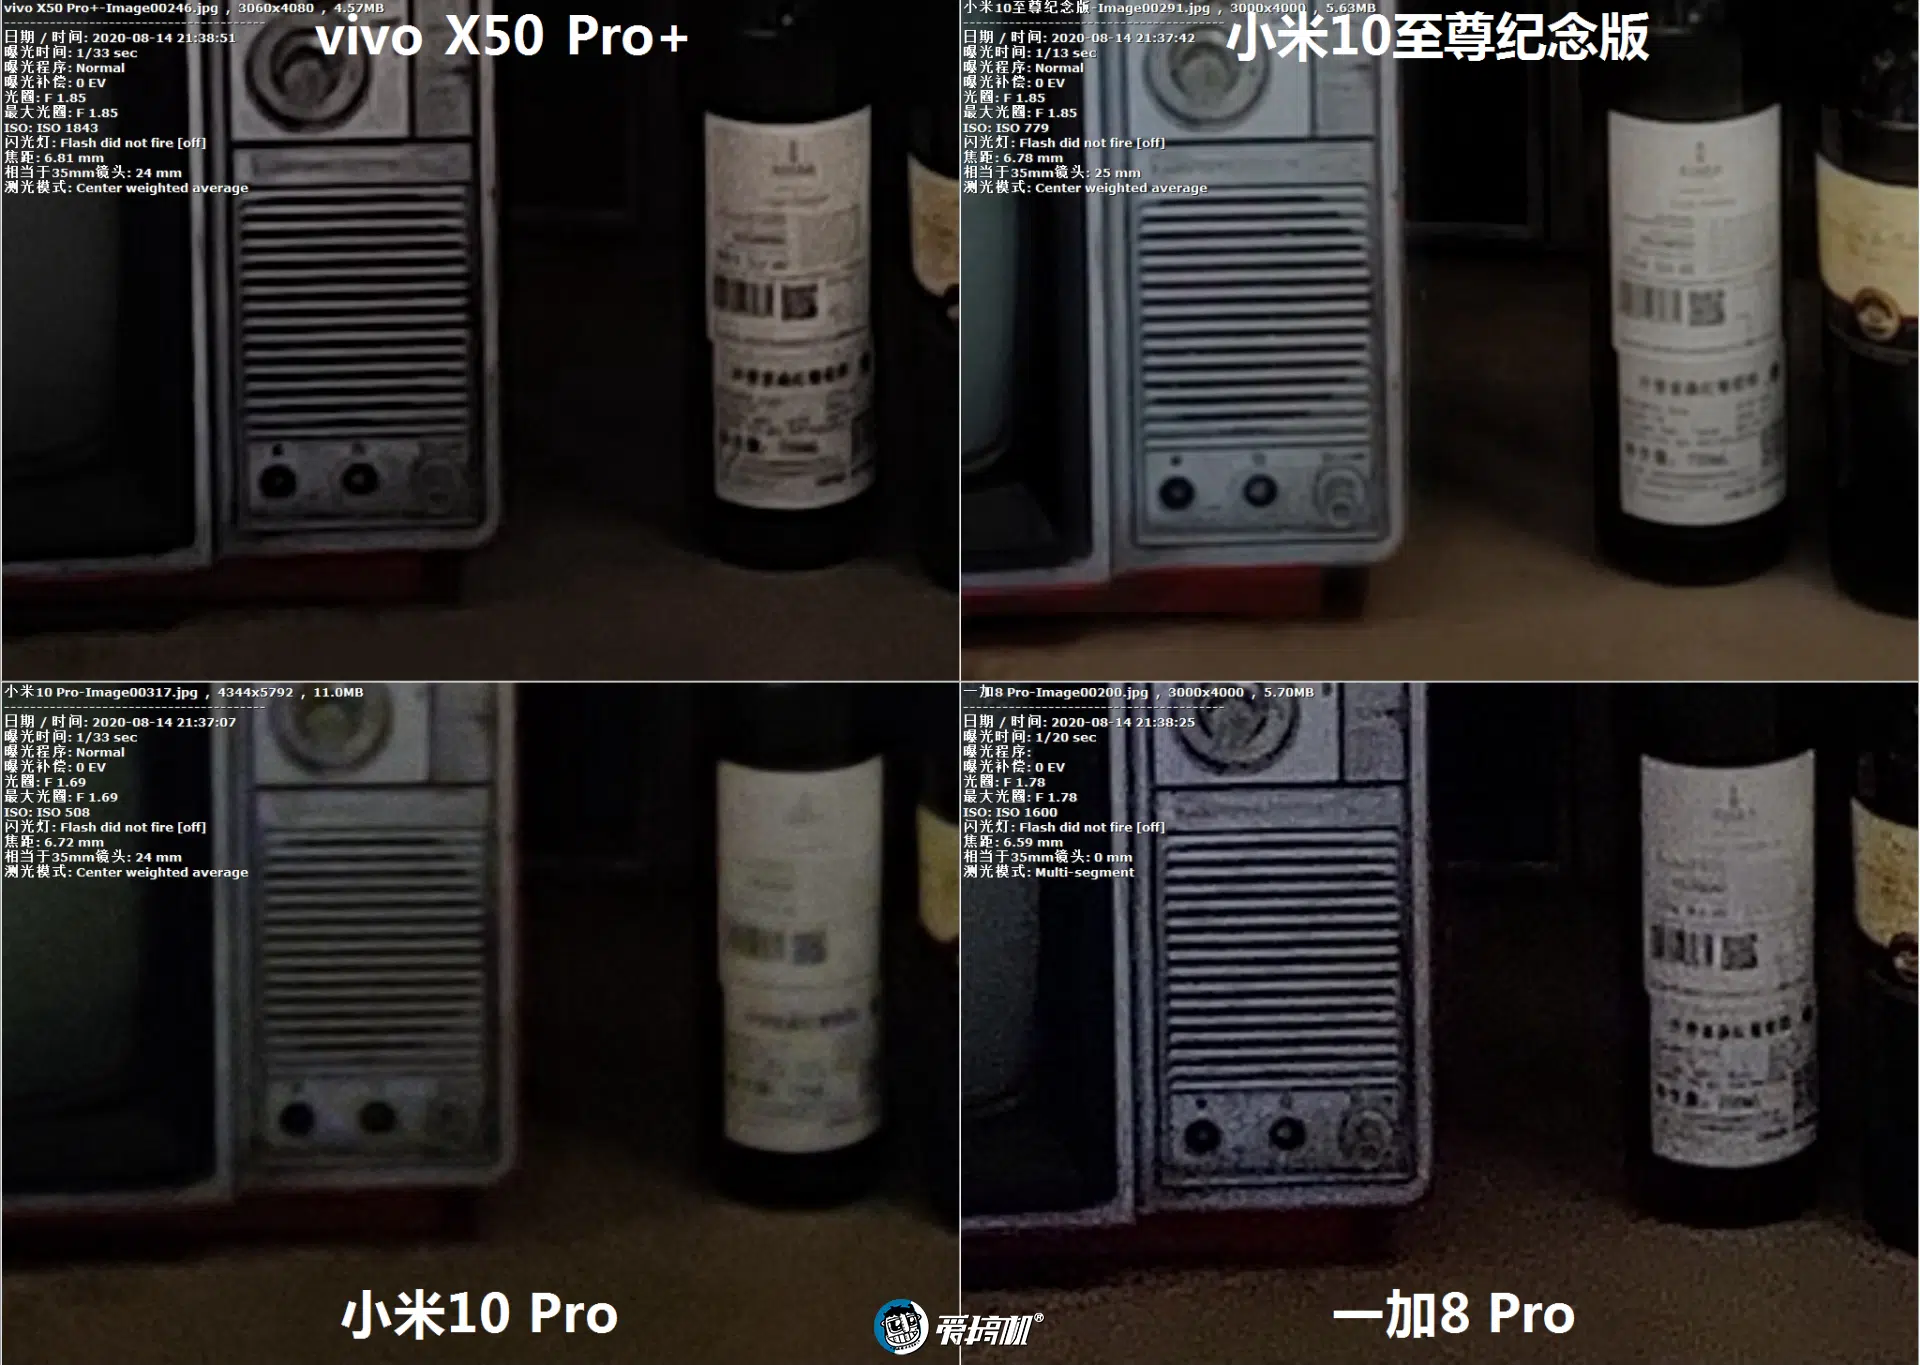 vivo X50 Pro+-Image00246.jpg , 3060x4080 , 4.57MB
日期 / 时间: 2020-08-14 21:38:51
曝光时间: 1/33 sec
曝光程序: Normal
曝光补偿: 0 EV
光圈: F 1.85
最大光圈: F 1.85
ISO: ISO 1843
闪光灯: Flash did not fire [off]
焦距: 6.81 mm
相当于35mm镜头: 24 mm
测光模式: Center weighted average
vivo X50 Pro+
小米10至尊纪念版-Image00291.jpg , 3000x4000 , 5.63MB
日期 / 时间: 2020-08-14 21:37:42
曝光时间: 1/13 sec
曝光程序: Normal
曝光补偿: 0 EV
光圈: F 1.85
最大光圈: F 1.85
ISO: ISO 779
闪光灯: Flash did not fire [off]
焦距: 6.78 mm
相当于35mm镜头: 25 mm
测光模式: Center weighted average
小米10至尊纪念版
小米10 Pro-Image00317.jpg , 4344x5792 , 11.0MB
日期 / 时间: 2020-08-14 21:37:07
曝光时间: 1/33 sec
曝光程序: Normal
曝光补偿: 0 EV
光圈: F 1.69
最大光圈: F 1.69
ISO: ISO 508
闪光灯: Flash did not fire [off]
焦距: 6.72 mm
相当于35mm镜头: 24 mm
测光模式: Center weighted average
小米10 Pro
一加8 Pro-Image00200.jpg , 3000x4000 , 5.70MB
日期 / 时间: 2020-08-14 21:38:25
曝光时间: 1/20 sec
曝光程序:
曝光补偿: 0 EV
光圈: F 1.78
最大光圈: F 1.78
ISO: ISO 1600
闪光灯: Flash did not fire [off]
焦距: 6.59 mm
相当于35mm镜头: 0 mm
测光模式: Multi-segment
一加8 Pro
爱搞机®